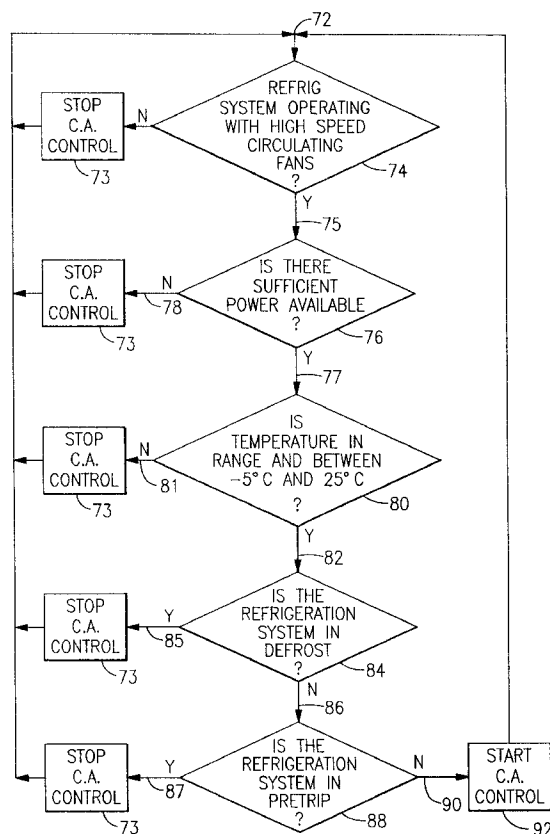 72
REFRIG
SYSTEM OPERATING
WITH HIGH SPEED
CIRCULATING
FANS
?
74
N
STOP
C.A.
CONTROL
73
Y
75
IS THERE
SUFFICIENT
POWER AVAILABLE
?
76
N
78
STOP
C.A.
CONTROL
73
Y
77
IS
TEMPERATURE IN
RANGE AND BETWEEN
-5°C AND 25°C
?
80
N
81
STOP
C.A.
CONTROL
73
Y
82
IS THE
REFRIGERATION
SYSTEM IN
DEFROST
?
84
Y
85
STOP
C.A.
CONTROL
73
N
86
IS THE
REFRIGERATION
SYSTEM IN
PRETRIP
?
88
Y
87
STOP
C.A.
CONTROL
73
N
90
START
C.A.
CONTROL
92